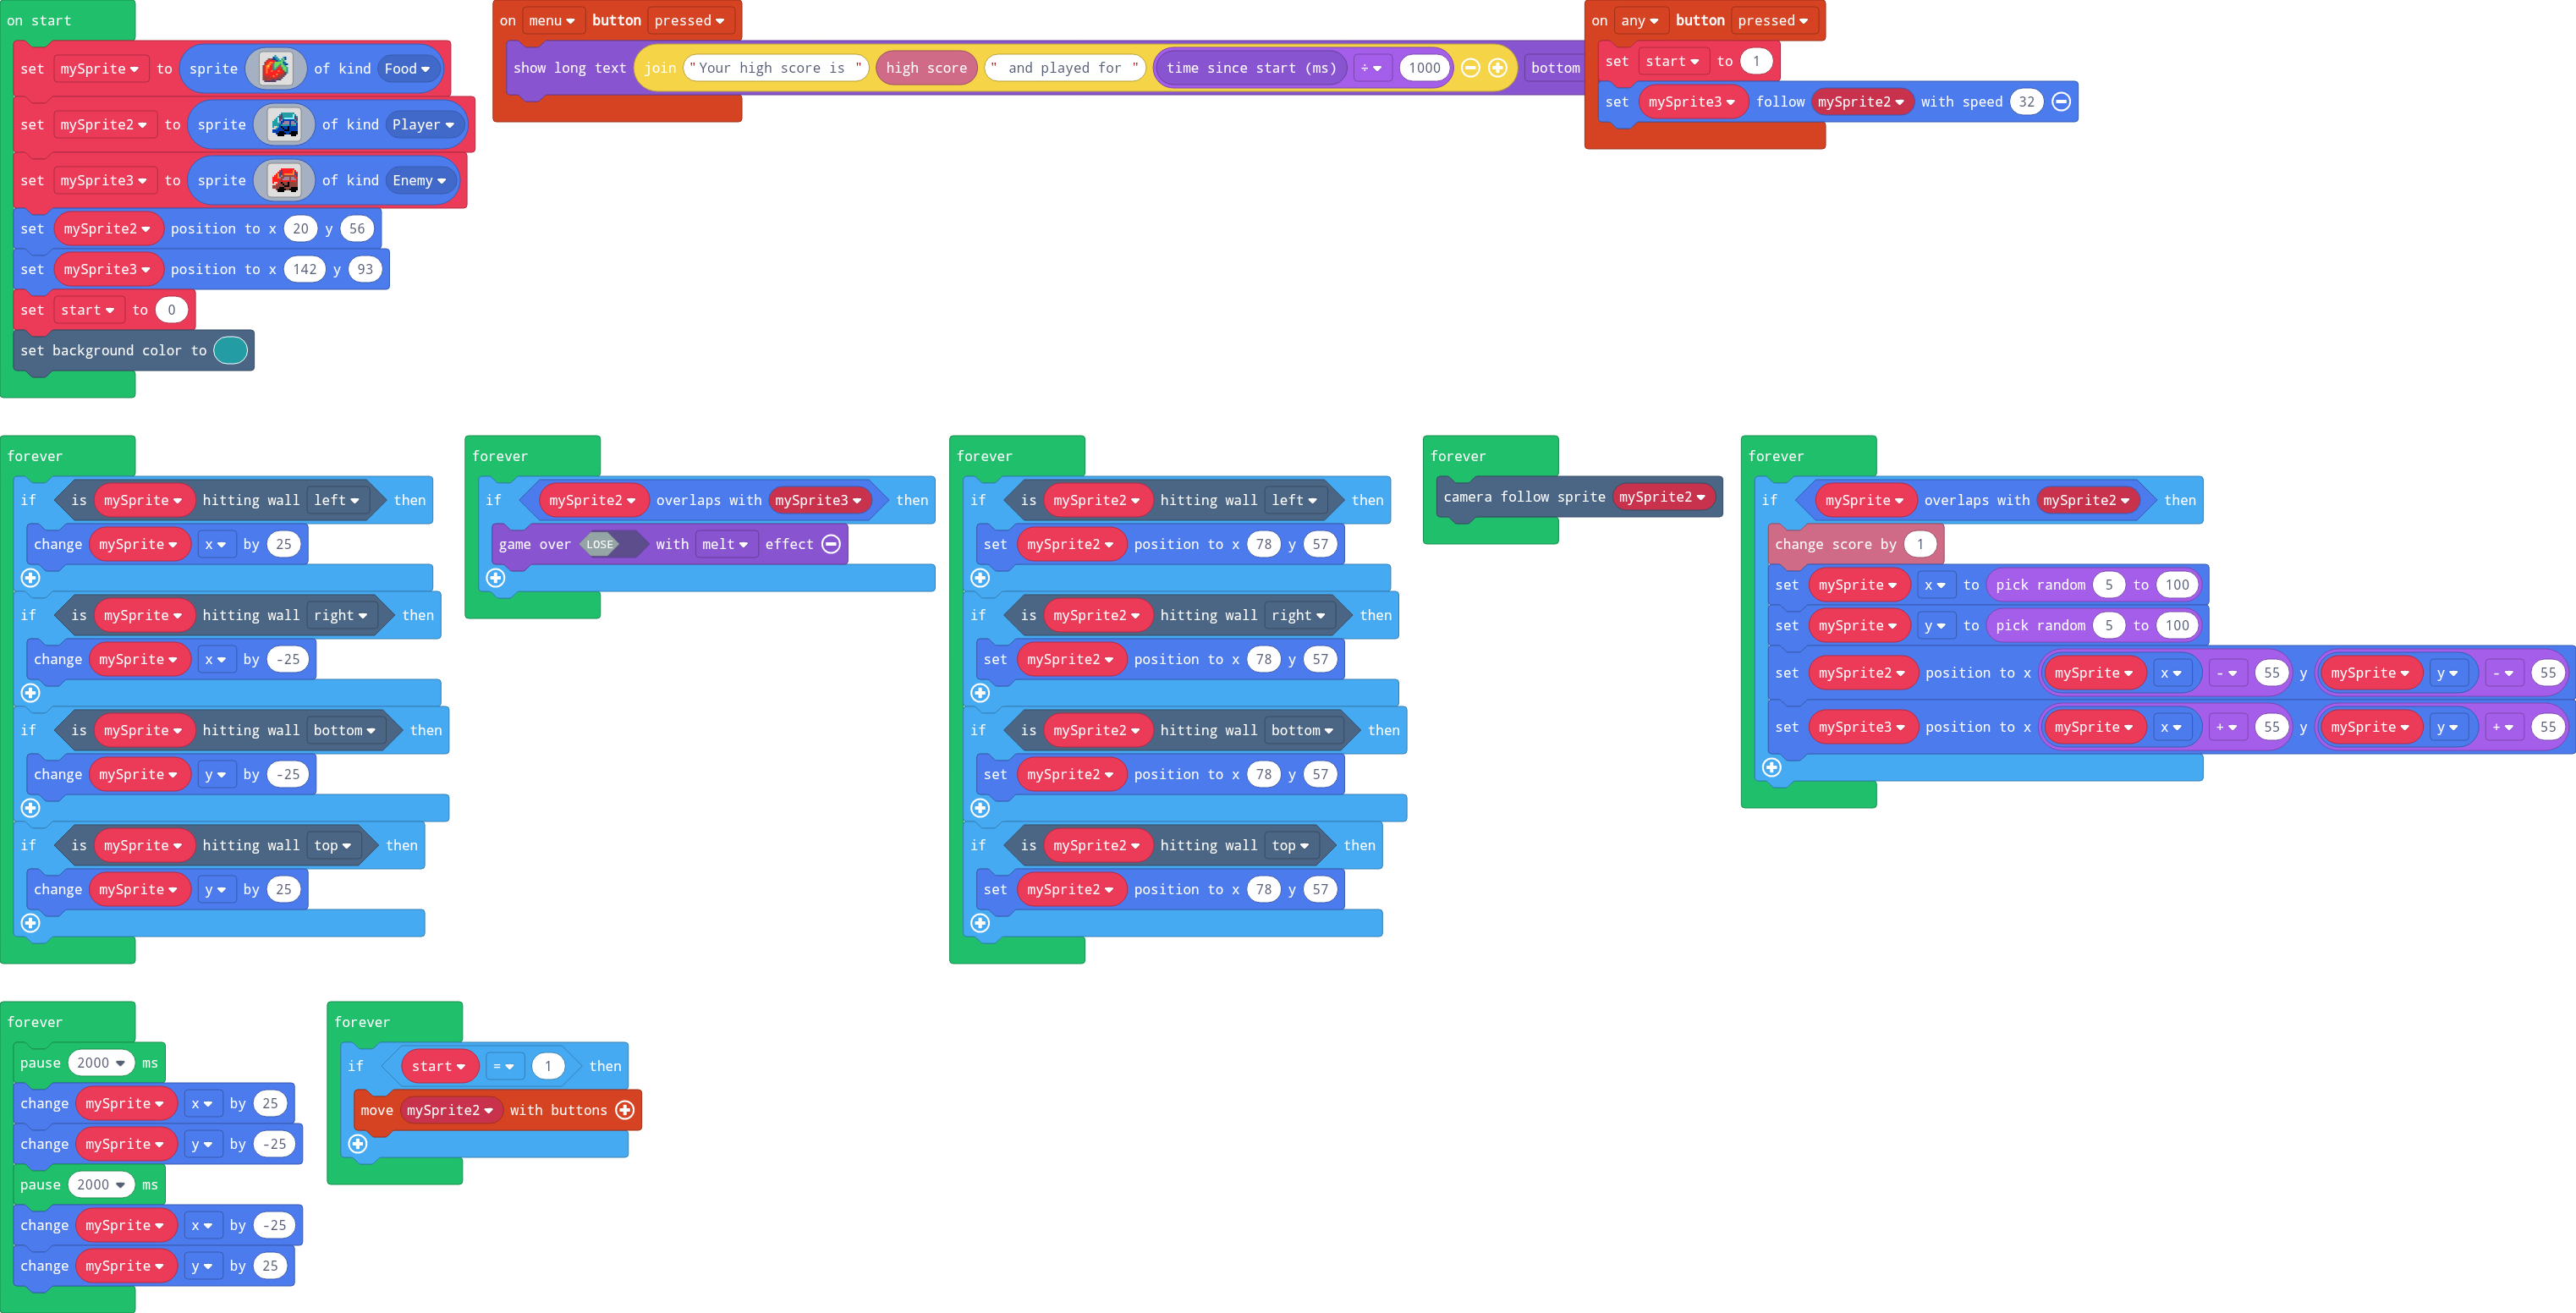 on start
set mySprite to sprite of kind Food
set mySprite2 to sprite of kind Player
set mySprite3 to sprite of kind Enemy
set mySprite2 position to x 20 y 56
set mySprite3 position to x 142 y 93
set start to 0
set background color to
on menu button pressed
show long text join "Your high score is " high score " and played for " time since start (ms) ÷ 1000 bottom
on any button pressed
set start to 1
set mySprite3 follow mySprite2 with speed 32
forever
if is mySprite hitting wall left then
change mySprite x by 25
if is mySprite hitting wall right then
change mySprite x by -25
if is mySprite hitting wall bottom then
change mySprite y by -25
if is mySprite hitting wall top then
change mySprite y by 25
forever
if mySprite2 overlaps with mySprite3 then
game over LOSE with melt effect
forever
if is mySprite2 hitting wall left then
set mySprite2 position to x 78 y 57
if is mySprite2 hitting wall right then
set mySprite2 position to x 78 y 57
if is mySprite2 hitting wall bottom then
set mySprite2 position to x 78 y 57
if is mySprite2 hitting wall top then
set mySprite2 position to x 78 y 57
forever
camera follow sprite mySprite2
forever
if mySprite overlaps with mySprite2 then
change score by 1
set mySprite x to pick random 5 to 100
set mySprite y to pick random 5 to 100
set mySprite2 position to x mySprite x - 55 y mySprite y - 55
set mySprite3 position to x mySprite x + 55 y mySprite y + 55
forever
pause 2000 ms
change mySprite x by 25
change mySprite y by -25
pause 2000 ms
change mySprite x by -25
change mySprite y by 25
forever
if start = 1 then
move mySprite2 with buttons